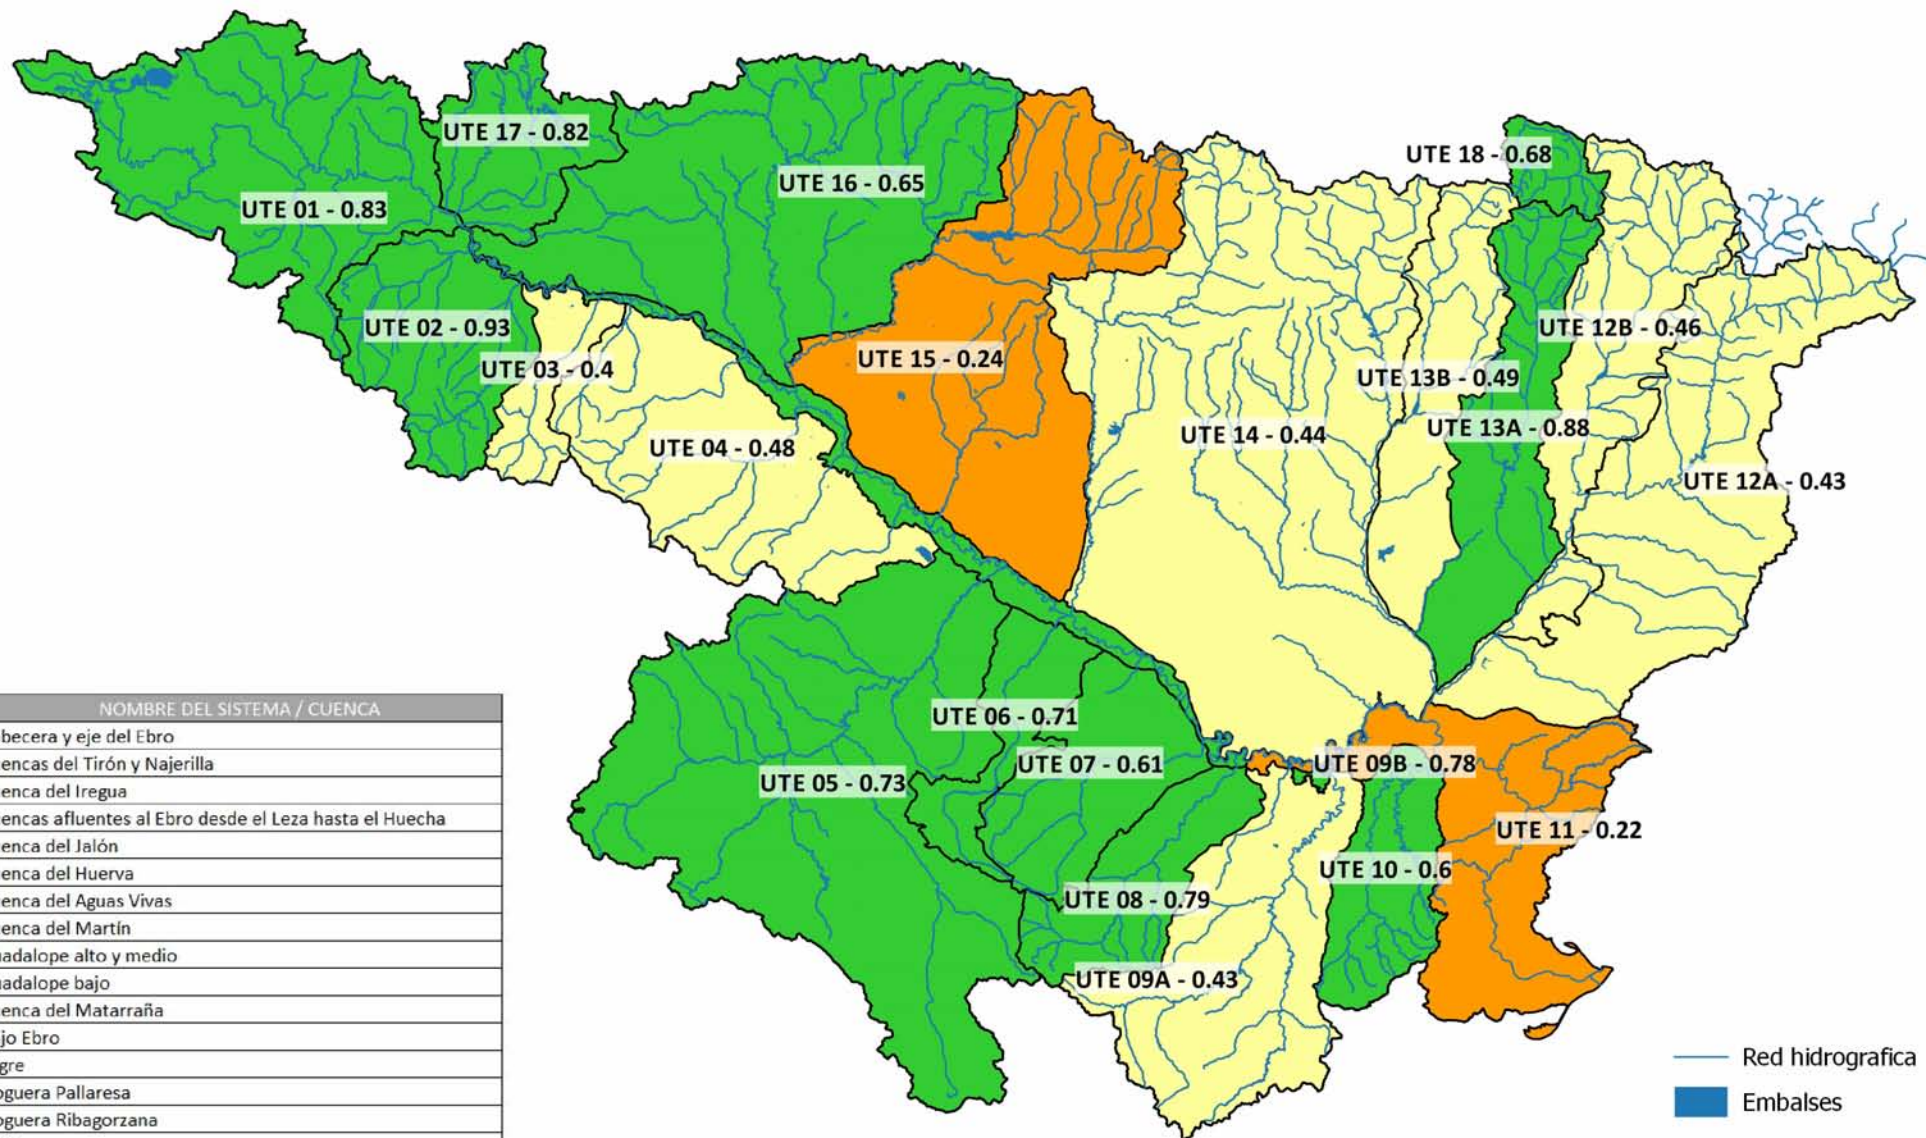 UTE 17 - 0.82
UTE 18 - 0.68
UTE 16 - 0.65
UTE 01 - 0.83
UTE 02 - 0.93
UTE 12B - 0.46
UTE 15 - 0.24
UTE 03 - 0.4
UTE 13B - 0.49
UTE 13A - 0.88
UTE 14 - 0.44
UTE 04 - 0.48
UTE 12A - 0.43
UTE 06 - 0.71
UTE 07 - 0.61
UTE 09B - 0.78
UTE 05 - 0.73
UTE 11 - 0.22
UTE 10 - 0.6
UTE 08 - 0.79
UTE 09A - 0.43
NOMBRE DEL SISTEMA / CUENCA
becera y eje del Ebro
encas del Tirón y Najerilla
enca del Iregua
encas afluentes al Ebro desde el Leza hasta el Huecha
enca del Jalón
enca del Huerva
enca del Aguas Vivas
enca del Martín
adalope alto y medio
adalope bajo
enca del Matarraña
jo Ebro
gre
oguera Pallaresa
oguera Ribagorzana
Red hidrografica
Embalses